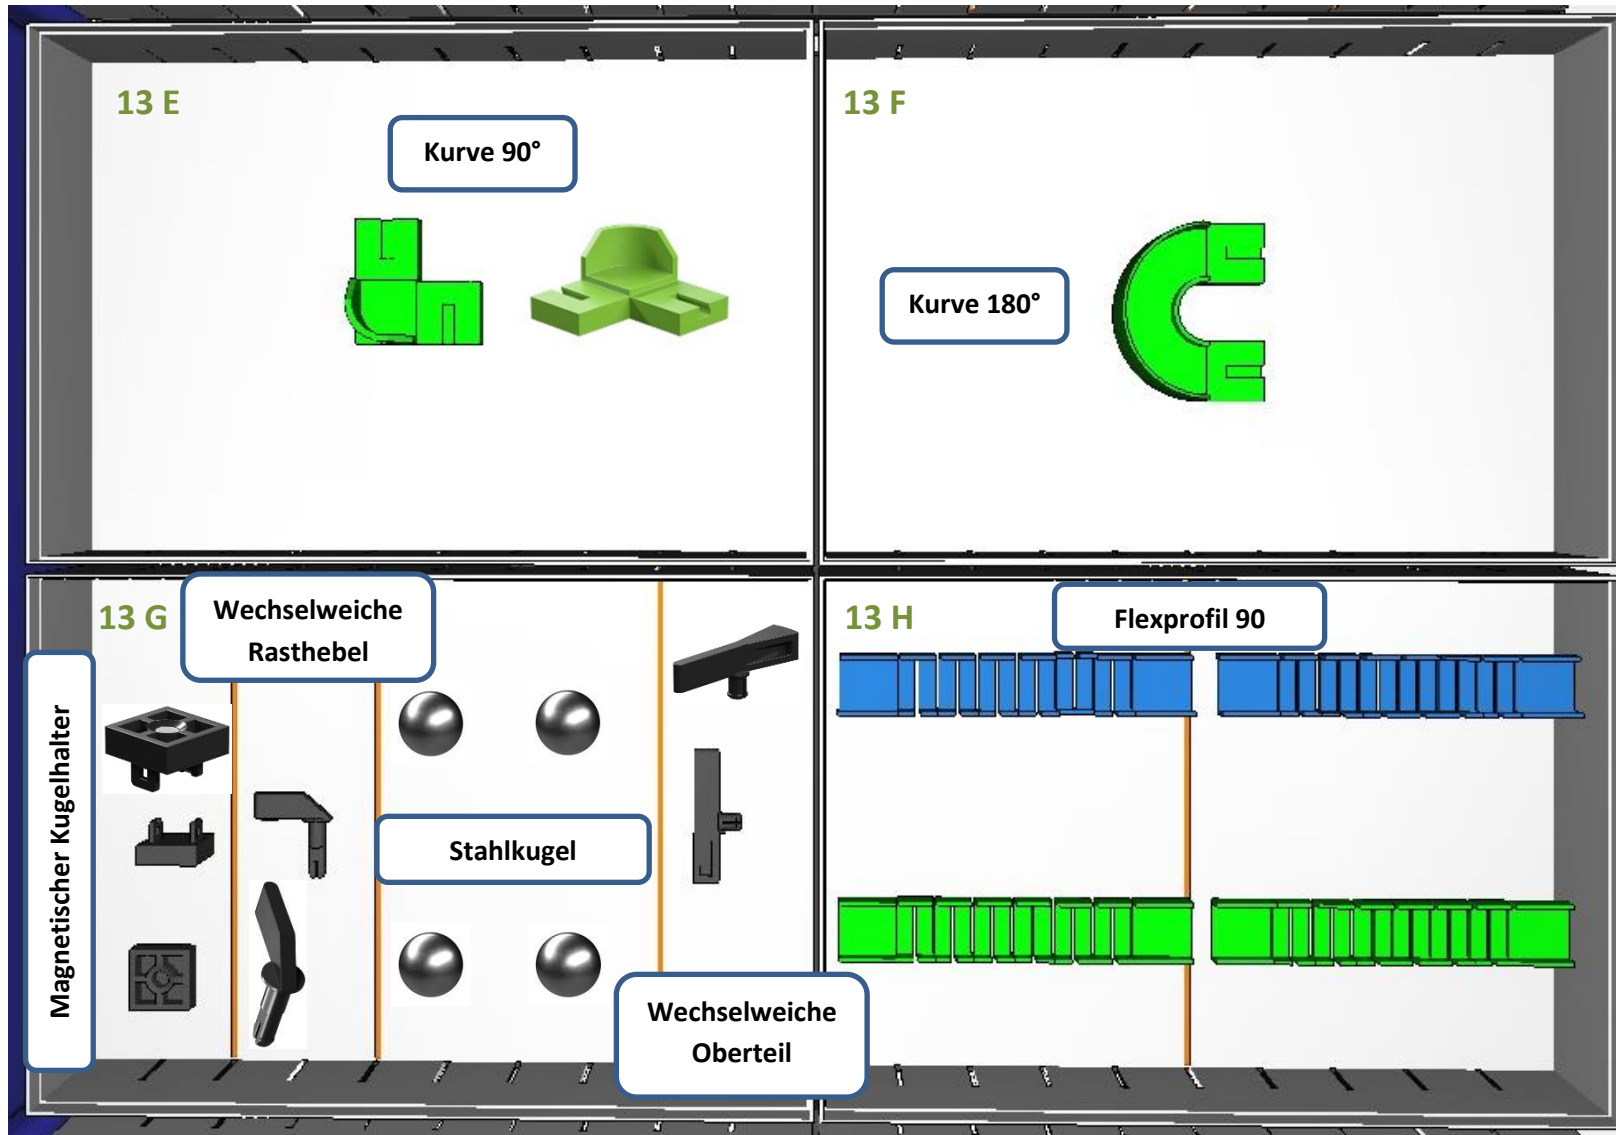 13 E
Kurve 90°
13 F
Kurve 180°
13 G
Wechselweiche
Rasthebel
Magnetischer Kugelhalter
Stahlkugel
Wechselweiche
Oberteil
13 H
Flexprofil 90